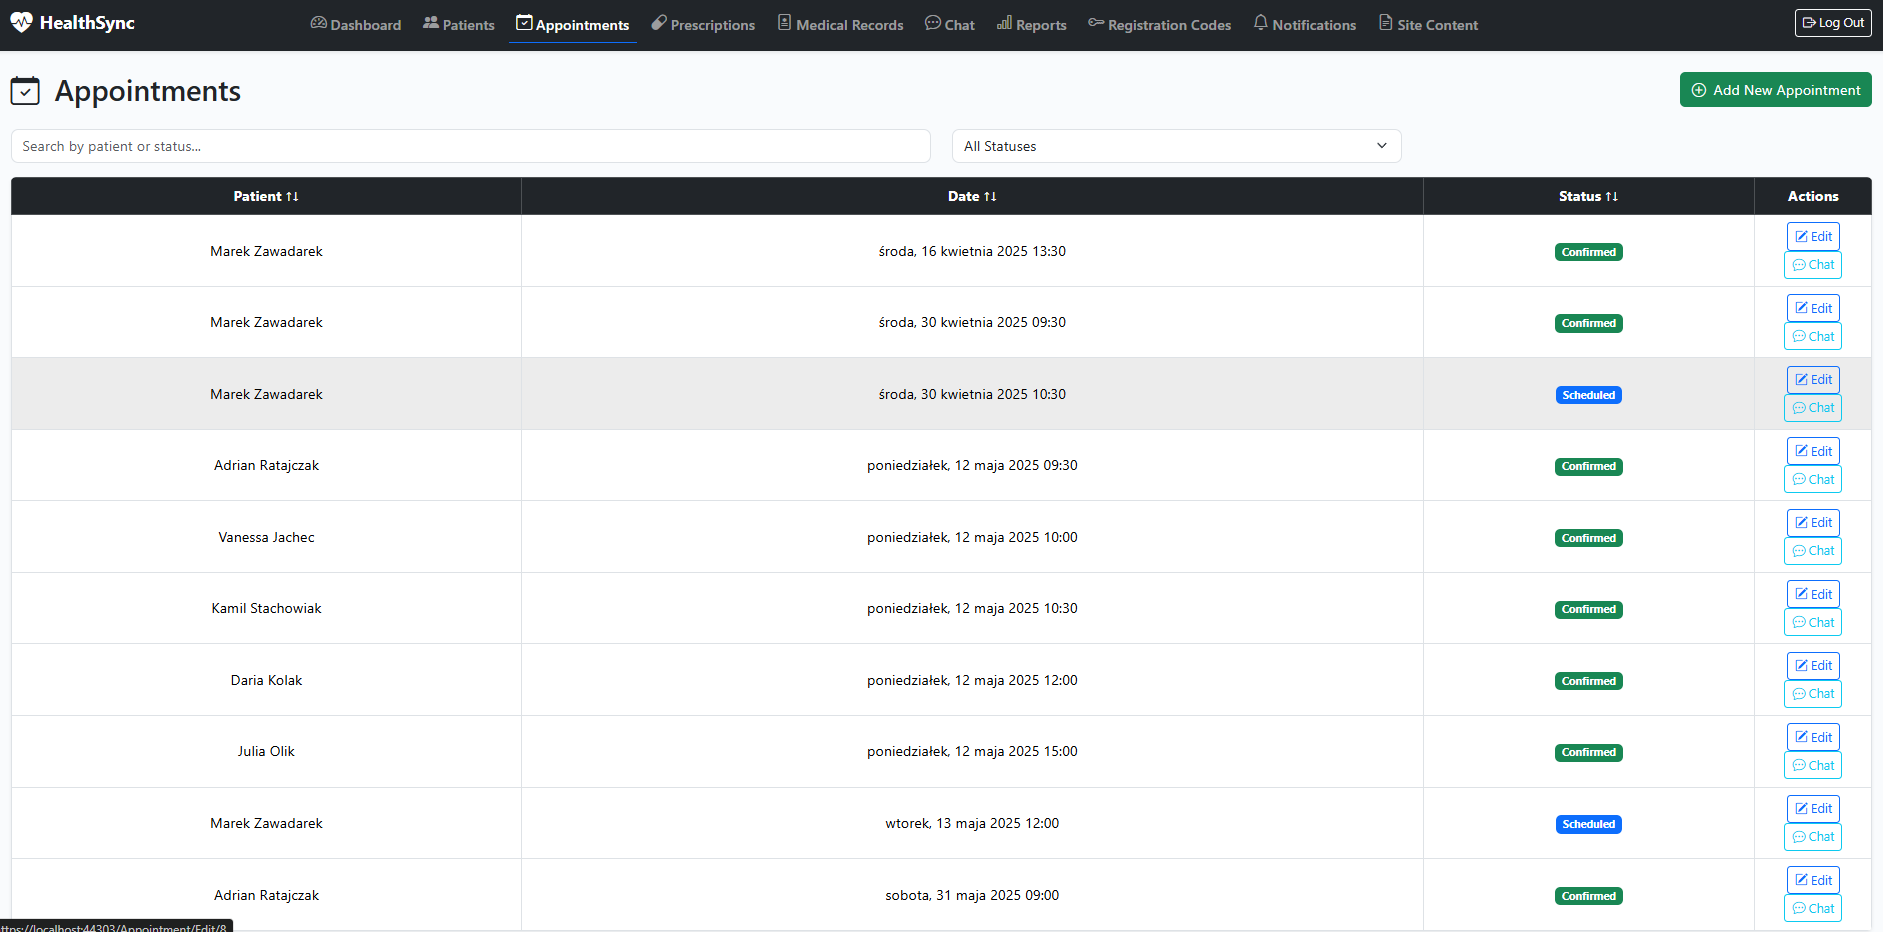 HealthSync
Dashboard Patients Appointments Prescriptions Medical Records Chat Reports Registration Codes Notifications Site Content
Log Out
Appointments
Add New Appointment
Search by patient or status...
All Statuses
Patient ↑↓ Date ↑↓ Status ↑↓ Actions
Marek Zawadarek środa, 16 kwietnia 2025 13:30 Confirmed Edit
Chat
Marek Zawadarek środa, 30 kwietnia 2025 09:30 Confirmed Edit
Chat
Marek Zawadarek środa, 30 kwietnia 2025 10:30 Scheduled Edit
Chat
Adrian Ratajczak poniedziałek, 12 maja 2025 09:30 Confirmed Edit
Chat
Vanessa Jachec poniedziałek, 12 maja 2025 10:00 Confirmed Edit
Chat
Kamil Stachowiak poniedziałek, 12 maja 2025 10:30 Confirmed Edit
Chat
Daria Kolak poniedziałek, 12 maja 2025 12:00 Confirmed Edit
Chat
Julia Olik poniedziałek, 12 maja 2025 15:00 Confirmed Edit
Chat
Marek Zawadarek wtorek, 13 maja 2025 12:00 Scheduled Edit
Chat
Adrian Ratajczak sobota, 31 maja 2025 09:00 Confirmed Edit
Chat
ttps://localhost:44303/Appointment/Edit/8